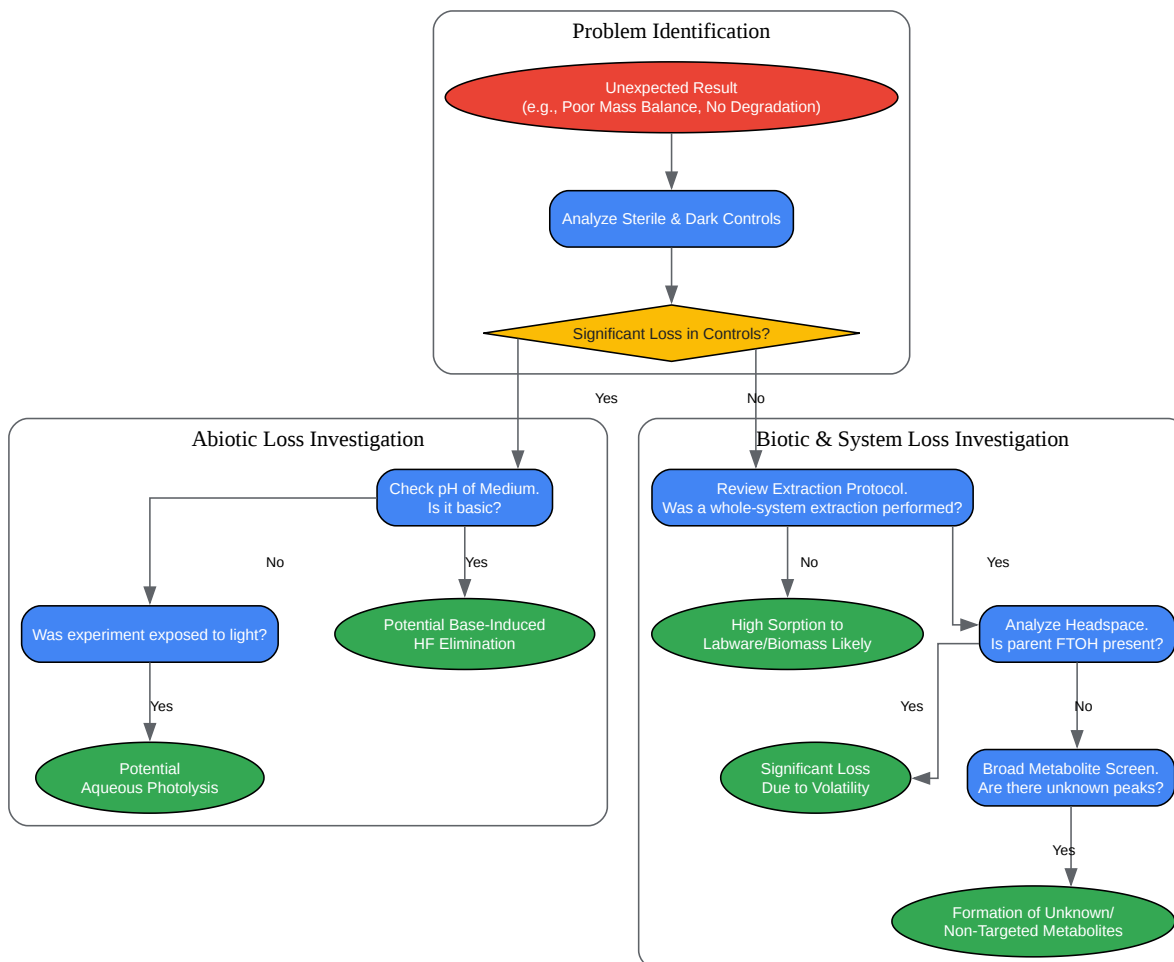 Problem Identification
Unexpected Result
(e.g., Poor Mass Balance, No Degradation)
Analyze Sterile & Dark Controls
Significant Loss in Controls?
Yes
No
Abiotic Loss Investigation
Check pH of Medium.
Is it basic?
No
Yes
Was experiment exposed to light?
Potential Base-Induced
HF Elimination
Yes
Potential
Aqueous Photolysis
Biotic & System Loss Investigation
Review Extraction Protocol.
Was a whole-system extraction performed?
No
Yes
High Sorption to
Labware/Biomass Likely
Analyze Headspace.
Is parent FTOH present?
Yes
No
Significant Loss
Due to Volatility
Broad Metabolite Screen.
Are there unknown peaks?
Yes
Formation of Unknown/
Non-Targeted Metabolites